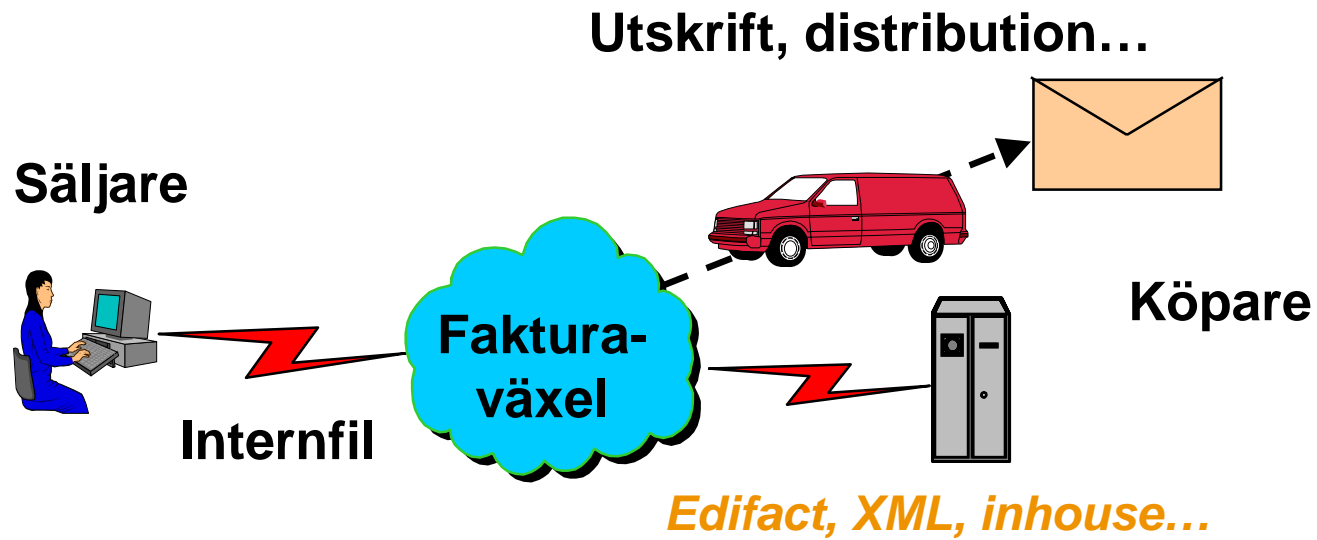 Utskrift, distribution…
Säljare
Köpare
Faktura-
växel
Internfil
Edifact, XML, inhouse…